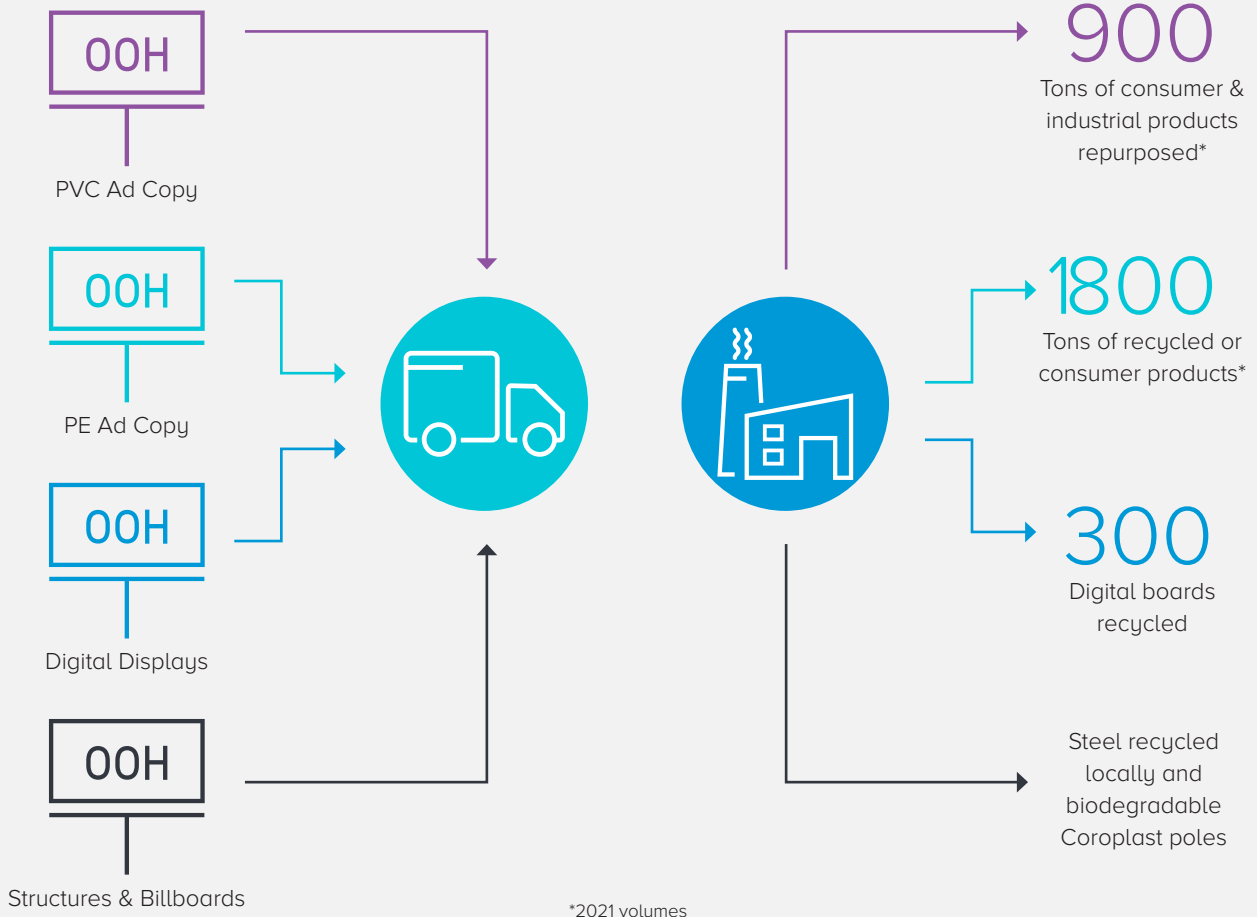 OOH
PVC Ad Copy
OOH
PE Ad Copy
OOH
Digital Displays
OOH
Structures & Billboards
900
Tons of consumer &
industrial products
repurposed*
1800
Tons of recycled or
consumer products*
300
Digital boards
recycled
Steel recycled
locally and
biodegradable
Coroplast poles
*2021 volumes